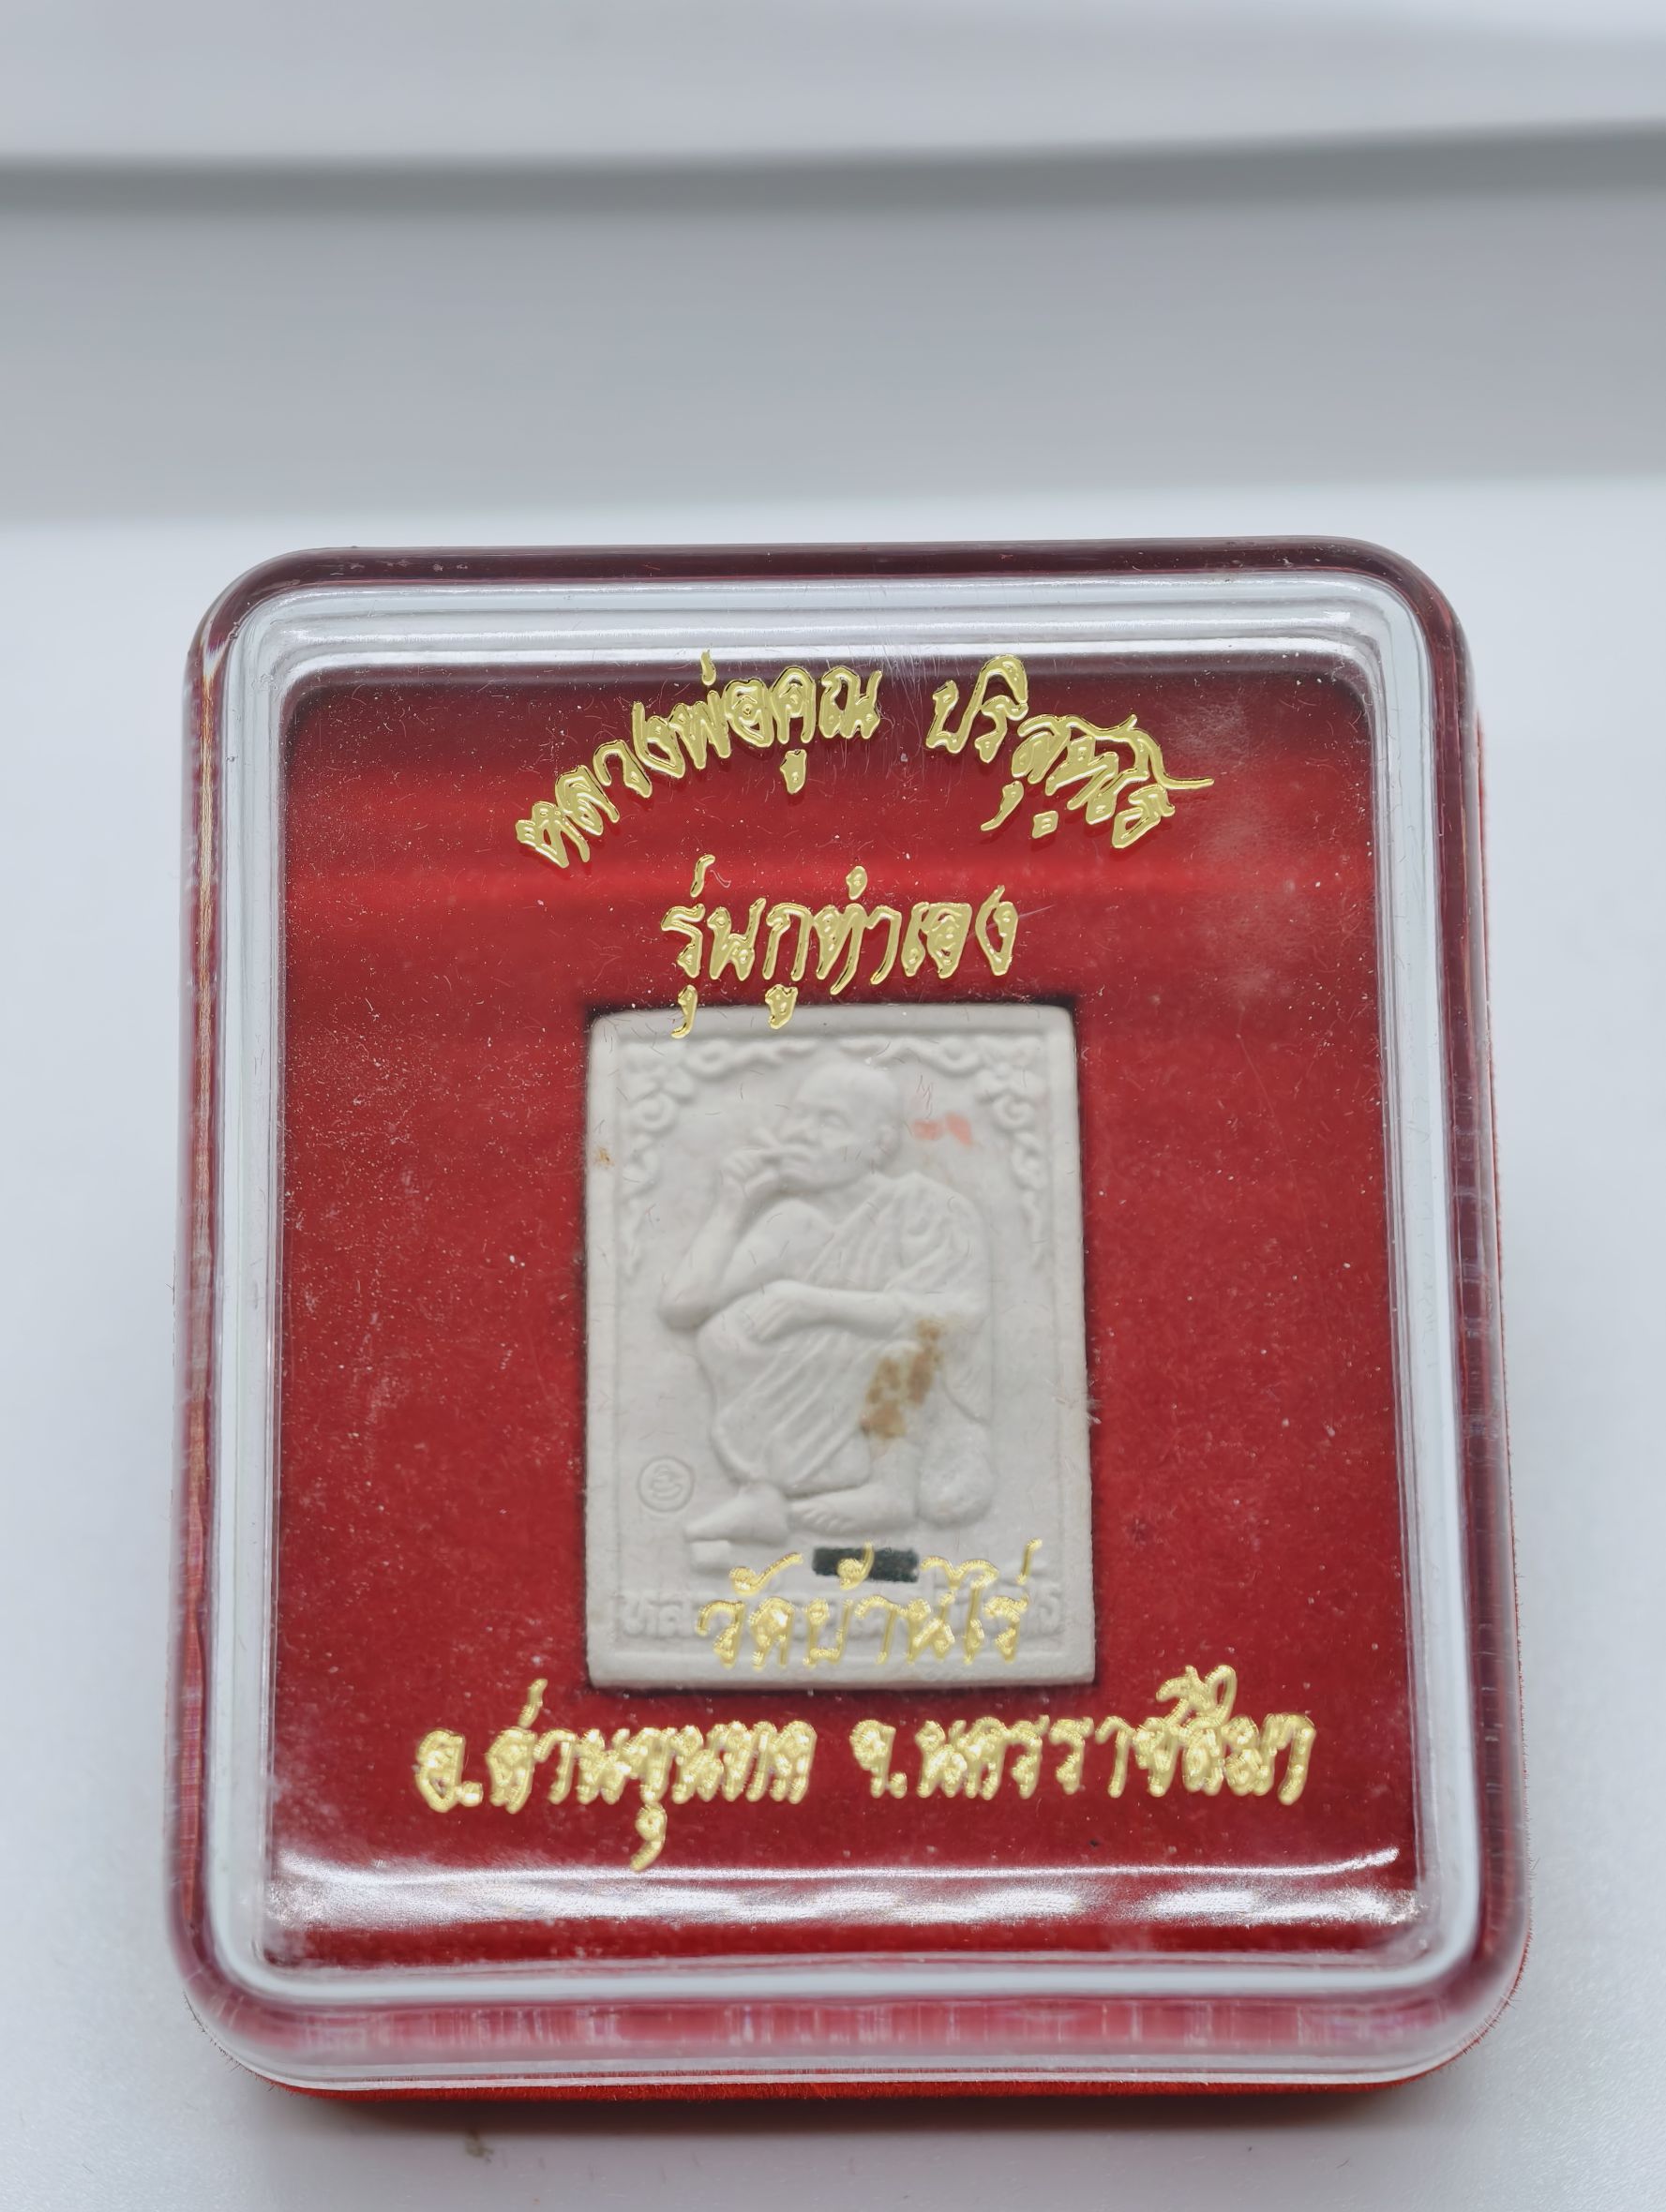 หลวงพ่อคูณ ปริสุทฺโธ
รุ่นกูทำเอง
วัดบ้านไร่
อ.ด่านขุนทด จ.นครราชสีมา